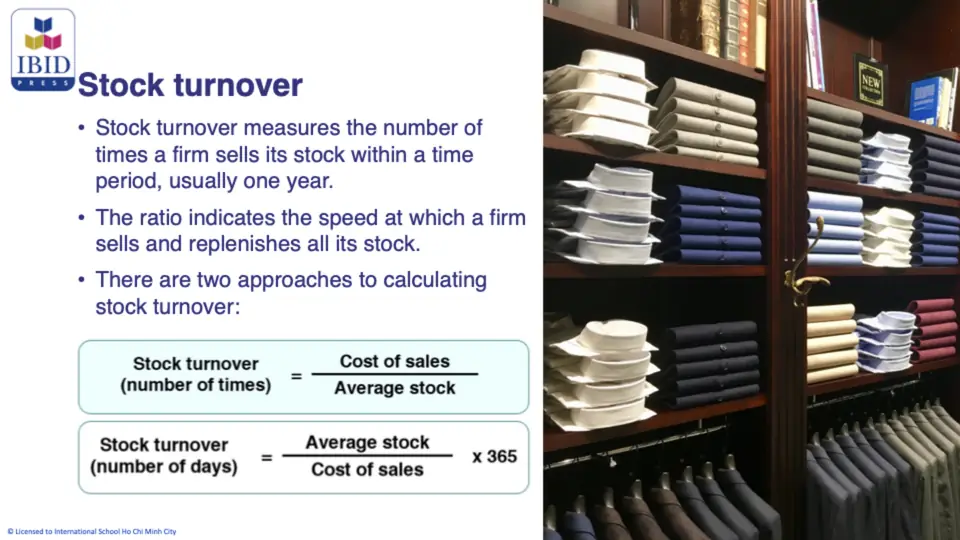 IBID
PRESS
Stock turnover
• Stock turnover measures the number of
times a firm sells its stock within a time
period, usually one year.
• The ratio indicates the speed at which a firm
sells and replenishes all its stock.
• There are two approaches to calculating
stock turnover:
Stock turnover
(number of times)
=
Cost of sales
Average stock
Stock turnover
(number of days)
=
Average stock
Cost of sales
x 365
NEW
© Licensed to International School Ho Chi Minh City